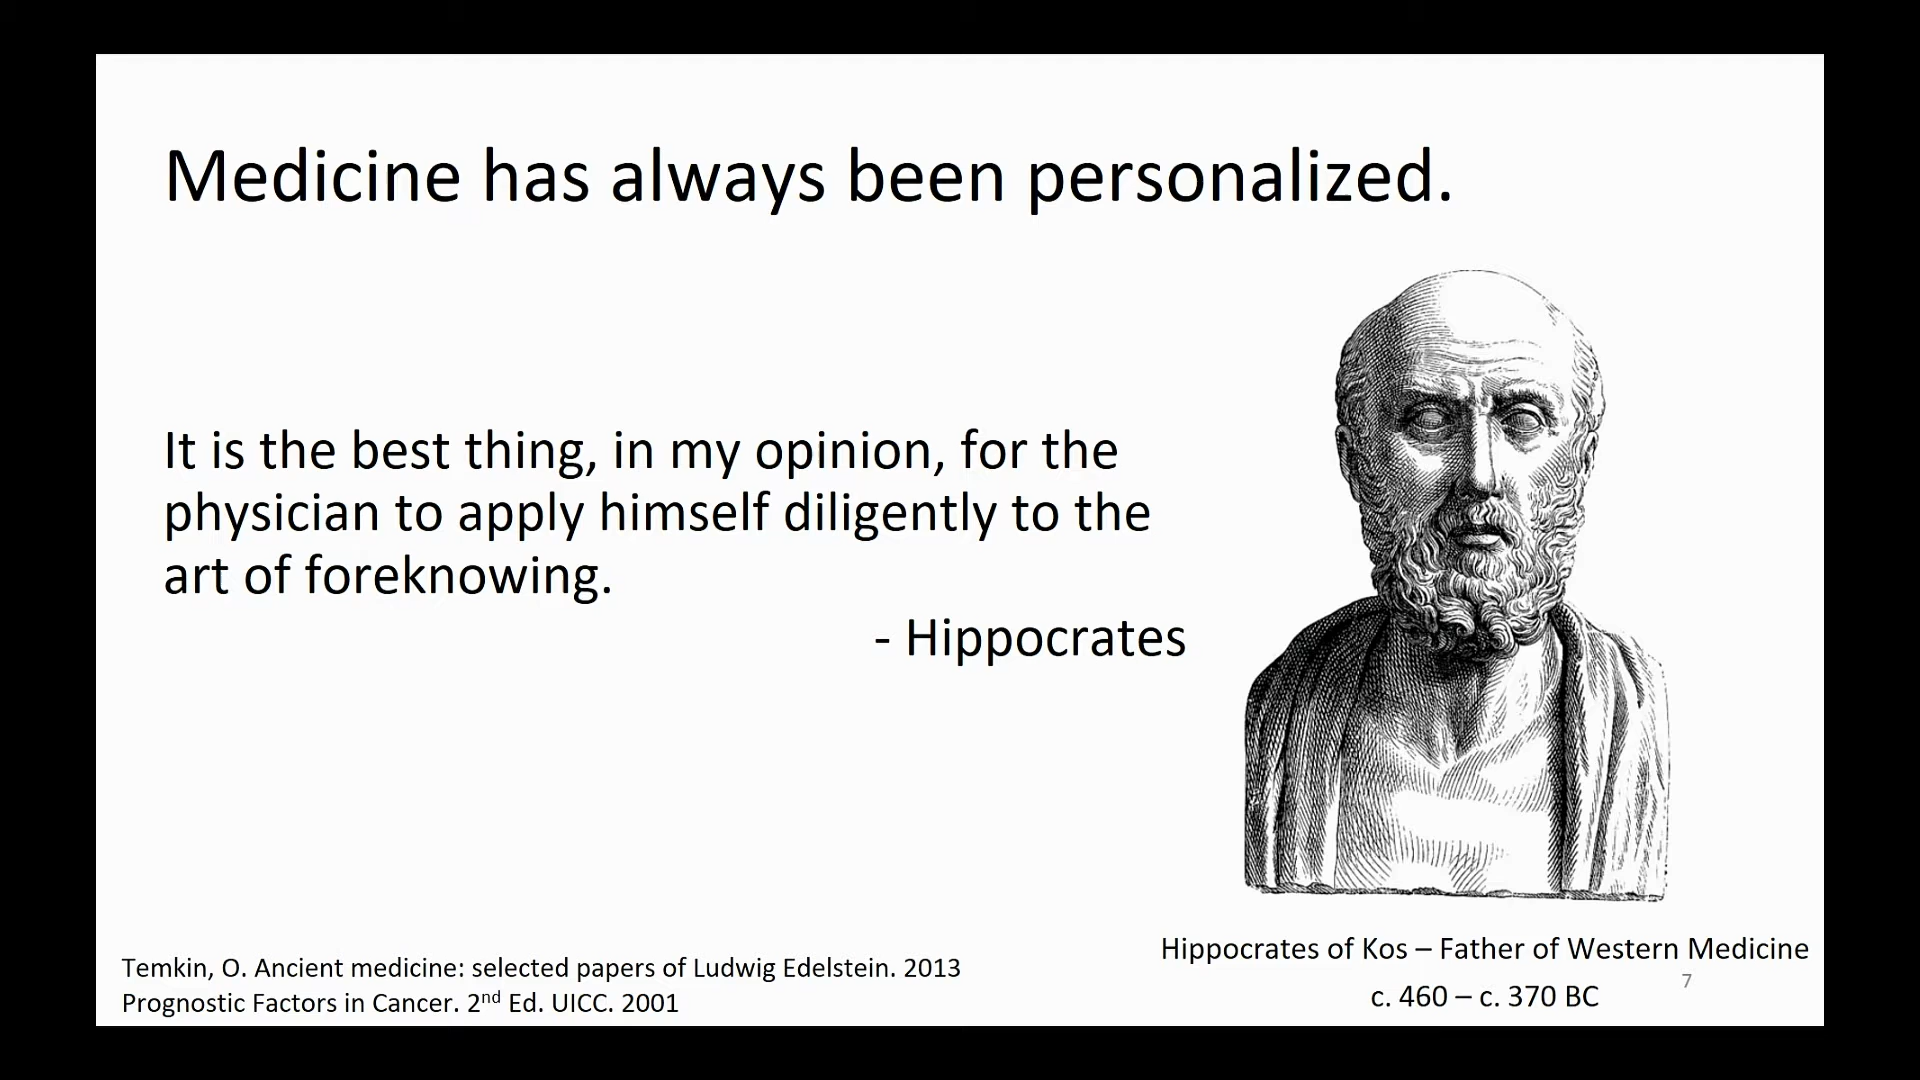 Medicine has always been personalized.
It is the best thing, in my opinion, for the
physician to apply himself diligently to the
art of foreknowing.
- Hippocrates
Temkin, O. Ancient medicine: selected papers of Ludwig Edelstein. 2013
Prognostic Factors in Cancer. 2nd Ed. UICC. 2001
Hippocrates of Kos – Father of Western Medicine
c. 460 – c. 370 BC
7